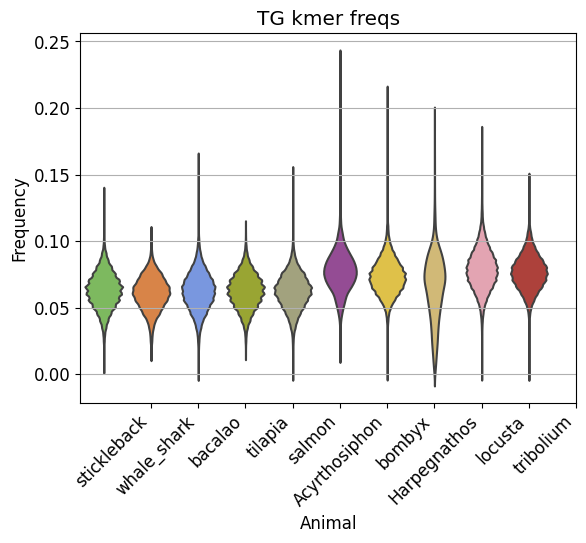 TG kmer freqs
Frequency
0.25
0.20
0.15
0.10
0.05
0.00
stickleback
whale_shark
bacalao
tilapia
salmon
Acyrthosiphon
bombyx
Harpegnathos
locusta
tribolium
Animal